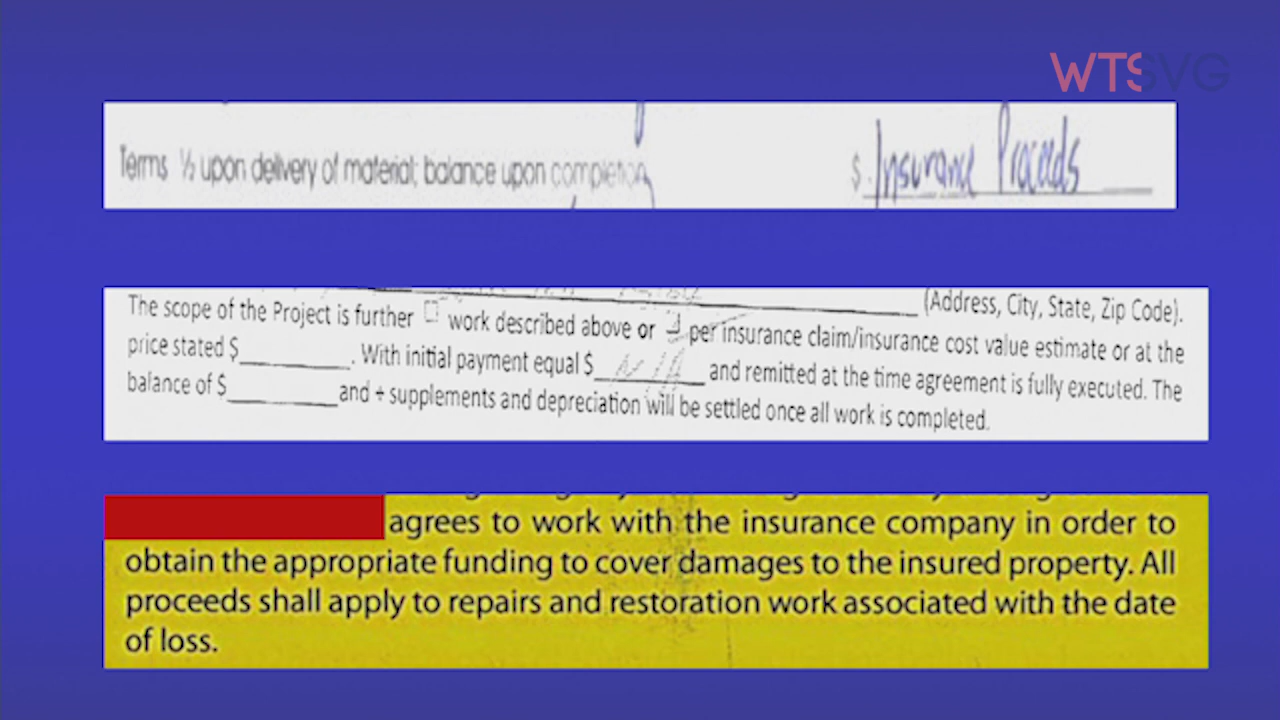 WTSVG
Terms ½ upon delivery of material; balance upon completion
$ Insurance Proceeds
(Address, City, State, Zip Code).
The scope of the Project is further □ work described above or □ per insurance claim/insurance cost value estimate or at the
price stated $________. With initial payment equal $ N/A and remitted at the time agreement is fully executed. The
balance of $________and + supplements and depreciation will be settled once all work is completed.
agrees to work with the insurance company in order to
obtain the appropriate funding to cover damages to the insured property. All
proceeds shall apply to repairs and restoration work associated with the date
of loss.